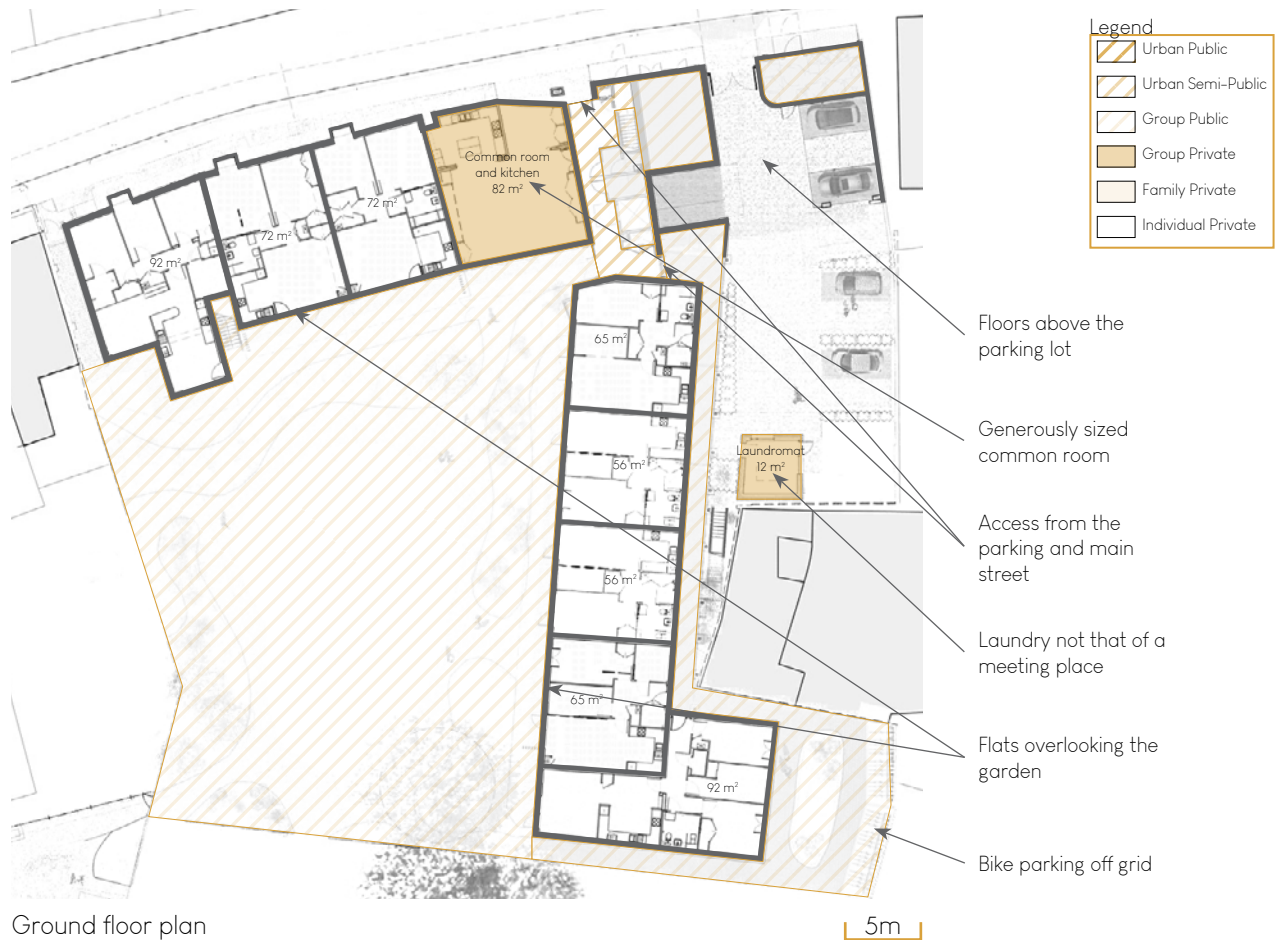 Legend
Urban Public
Urban Semi-Public
Group Public
Group Private
Family Private
Individual Private
Common room
and kitchen
82 m²
72 m²
72 m²
92 m²
65 m²
56 m²
56 m²
65 m²
92 m²
Laundromat
12 m²
Floors above the
parking lot
Generously sized
common room
Access from the
parking and main
street
Laundry not that of a
meeting place
Flats overlooking the
garden
Bike parking off grid
Ground floor plan
5m